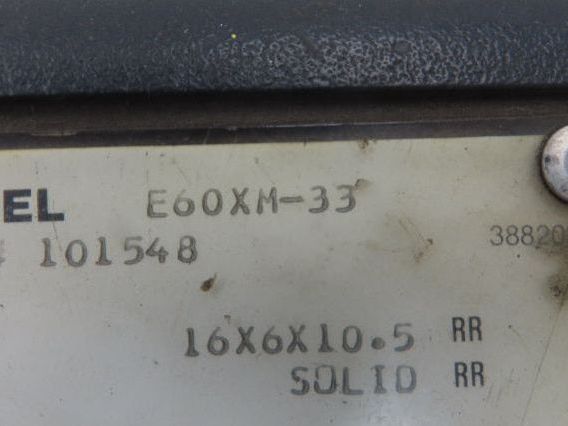 EL E60XM-33
# 101548 38820
16X6X10.5 RR
SOLID RR